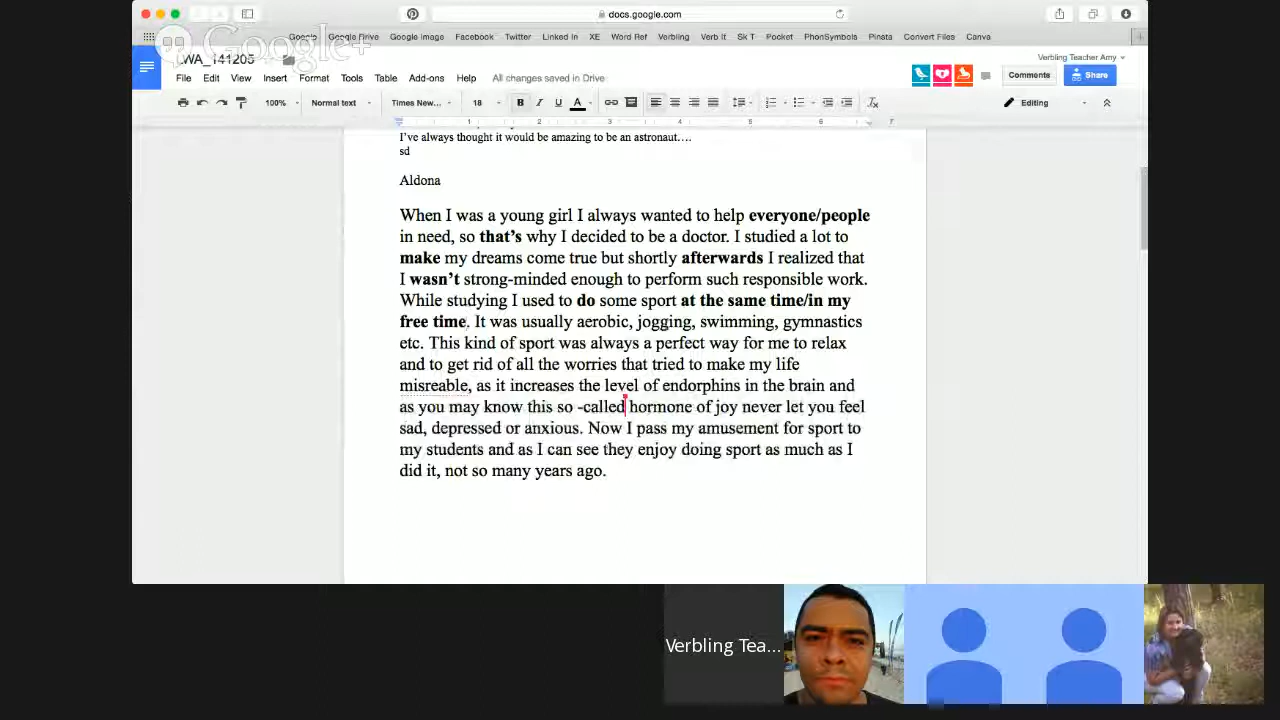 docs.google.com
Google+
Google Google Drive Google Image Facebook Twitter Linked In XE Word Ref Verbling Verb It Sk T Pocket PhonSymbols Pinsta Convert Files Canva
WA_141205
Verbling Teacher Amy
File Edit View Insert Format Tools Table Add-ons Help All changes saved in Drive
Comments
Share
100% Normal text Times New... 18 B I U A Editing
1 2 3 4 5 6 7
I've always thought it would be amazing to be an astronaut….
sd
Aldona
When I was a young girl I always wanted to help everyone/people
in need, so that's why I decided to be a doctor. I studied a lot to
make my dreams come true but shortly afterwards I realized that
I wasn't strong-minded enough to perform such responsible work.
While studying I used to do some sport at the same time/in my
free time. It was usually aerobic, jogging, swimming, gymnastics
etc. This kind of sport was always a perfect way for me to relax
and to get rid of all the worries that tried to make my life
misreable, as it increases the level of endorphins in the brain and
as you may know this so -called hormone of joy never let you feel
sad, depressed or anxious. Now I pass my amusement for sport to
my students and as I can see they enjoy doing sport as much as I
did it, not so many years ago.
Verbling Tea...